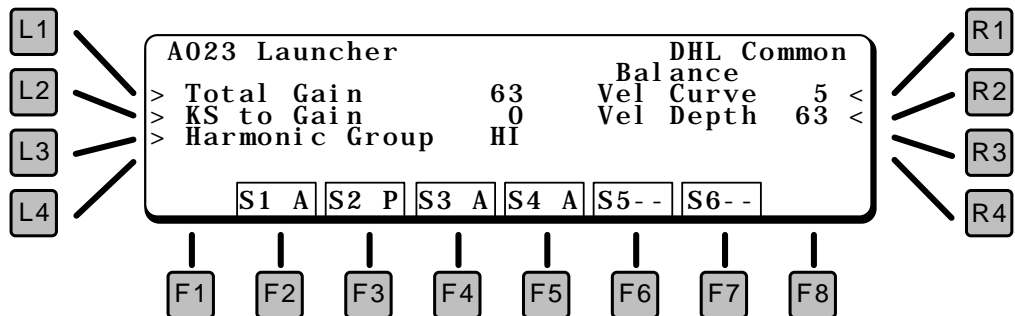 L1
L2
L3
L4
A023 Launcher DHL Common
Balance
> Total Gain 63 Vel Curve 5 <
> KS to Gain 0 Vel Depth 63 <
> Harmonic Group HI
S1 A S2 P S3 A S4 A S5-- S6--
R1
R2
R3
R4
F1 F2 F3 F4 F5 F6 F7 F8